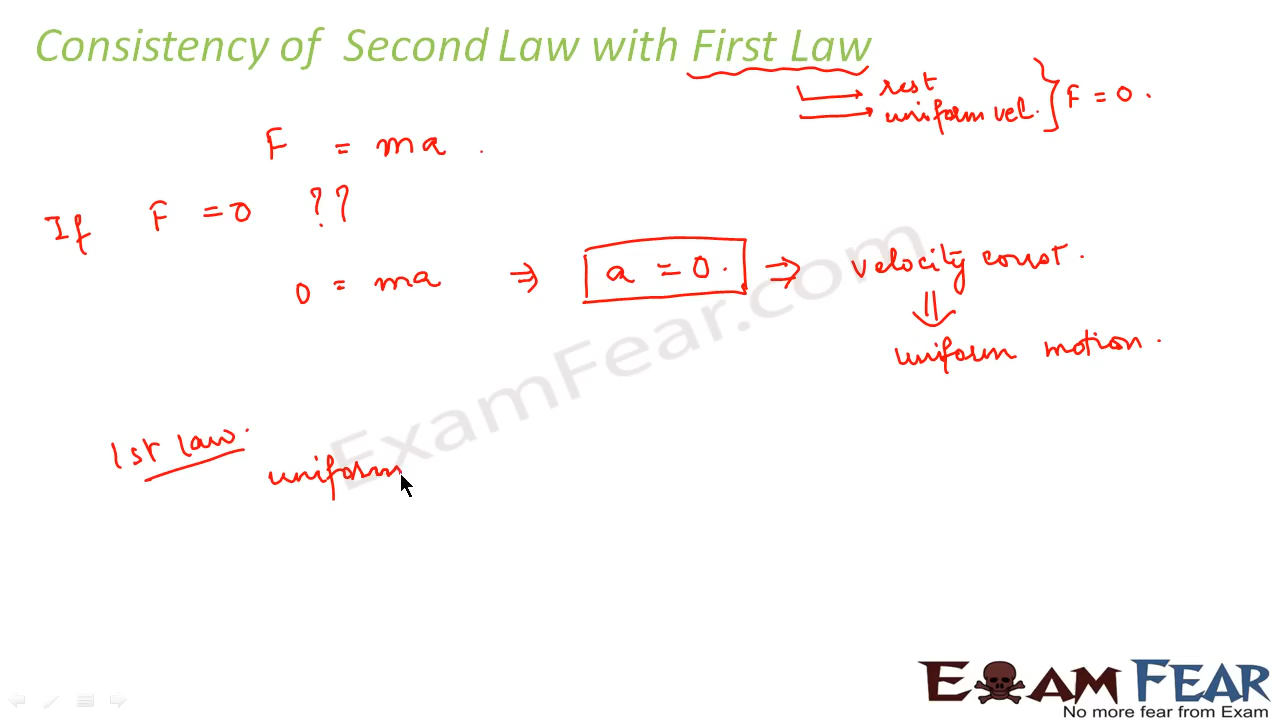 Consistency of Second Law with First Law
rest
uniform vel.
F = 0.
F = ma.
If F = 0 ??
0 = ma ⇒ a = 0. ⇒ velocity const.
⇓
uniform motion.
1st law.
uniform
ExamFear.com
EXAM FEAR
No more fear from Exam